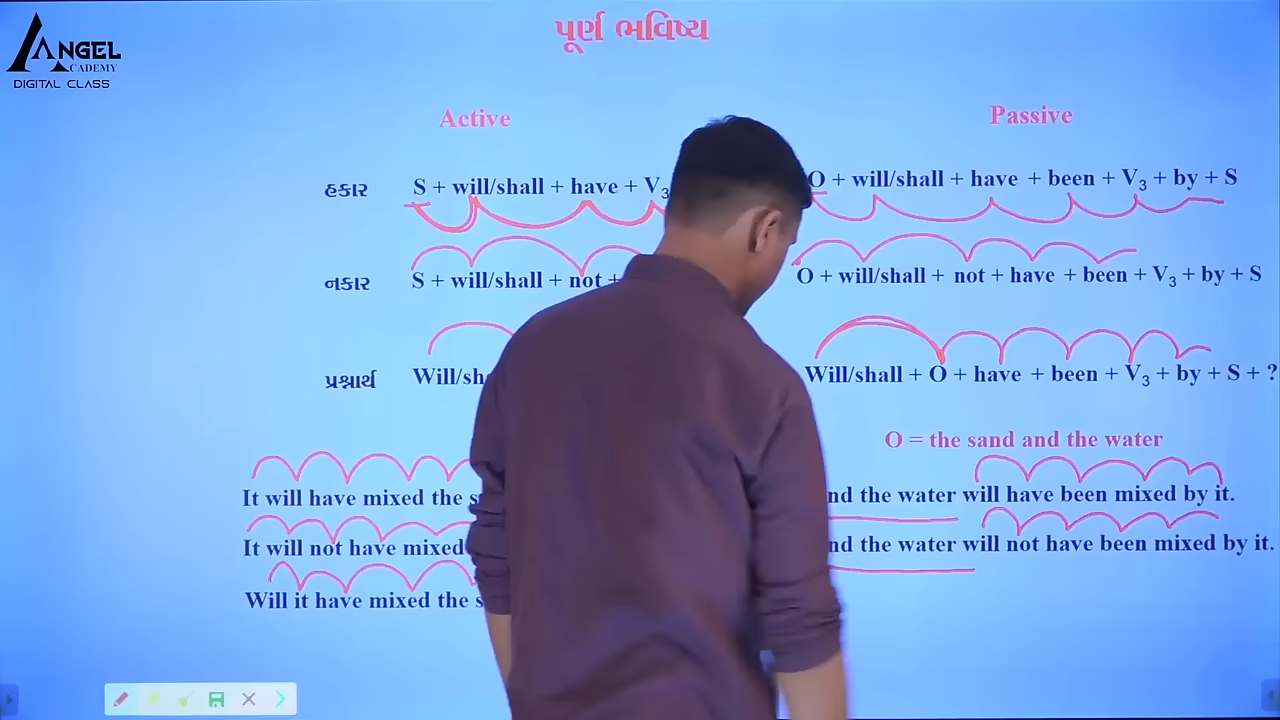 ANGEL
ACADEMY
DIGITAL CLASS
પૂર્ણ ભવિષ્ય
Active
Passive
હકાર
S + will/shall + have + V3
O + will/shall + have + been + V3 + by + S
નકાર
S + will/shall + not +
O + will/shall + not + have + been + V3 + by + S
પ્રશ્નાર્થ
Will/sh
Will/shall + O + have + been + V3 + by + S + ?
O = the sand and the water
It will have mixed the s
nd the water will have been mixed by it.
It will not have mixed
nd the water will not have been mixed by it.
Will it have mixed the s